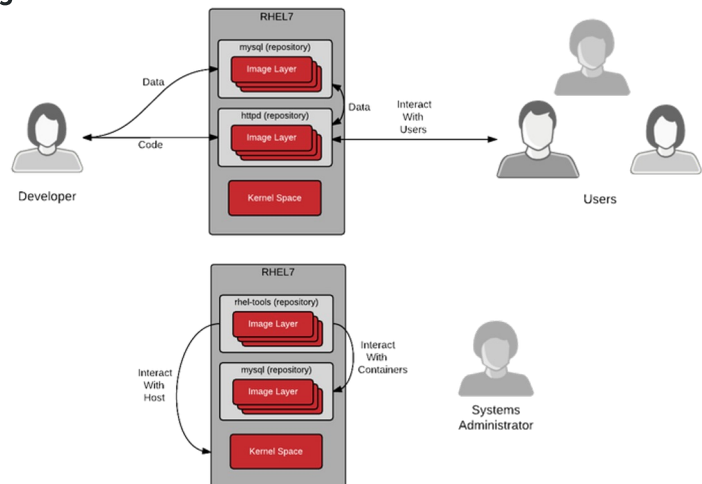 g
RHEL7
mysql (repository)
Image Layer
Data
httpd (repository)
Data
Interact
With
Users
Image Layer
Code
Kernel Space
Developer
Users
RHEL7
rhel-tools (repository)
Image Layer
Interact
With
Containers
mysql (repository)
Interact
With
Host
Image Layer
Systems
Administrator
Kernel Space